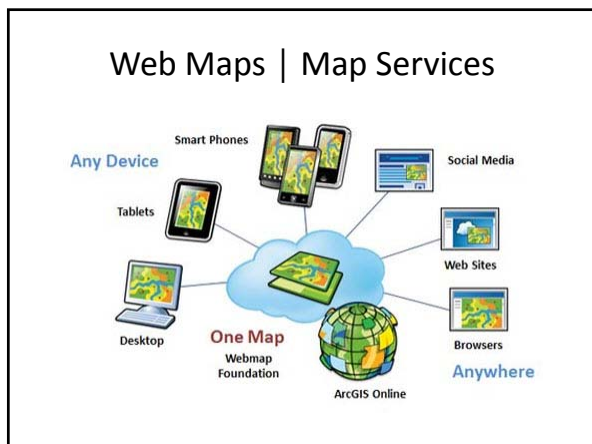 Web Maps | Map Services
Smart Phones
Any Device
Social Media
Tablets
Web Sites
Desktop
One Map
Webmap
Foundation
Browsers
Anywhere
ArcGIS Online